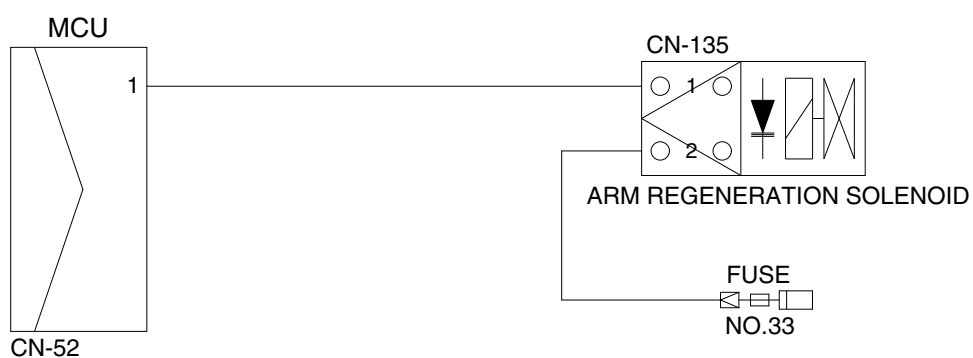 MCU
CN-135
1
1
2
ARM REGENERATION SOLENOID
FUSE
NO.33
CN-52